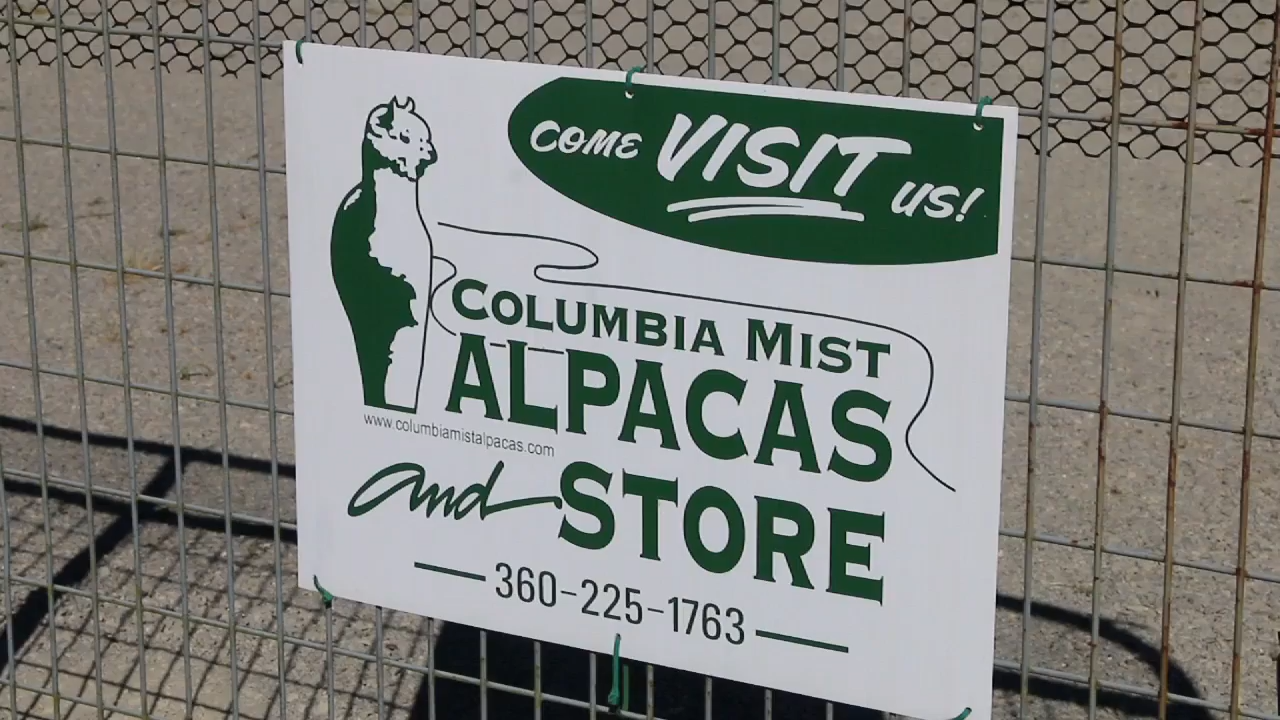 COME VISIT US!
COLUMBIA MIST
ALPACAS
www.columbiamistalpacas.com
and STORE
360-225-1763